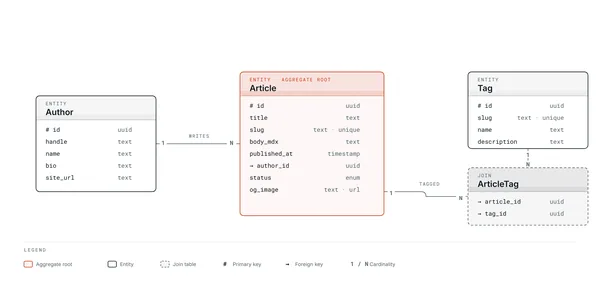 ENTITY
Author
# id uuid
handle text
name text
bio text
site_url text
1 WRITES N
ENTITY · AGGREGATE ROOT
Article
# id uuid
title text
slug text · unique
body_mdx text
published_at timestamp
→ author_id uuid
status enum
og_image text · url
1 TAGGED N
ENTITY
Tag
# id uuid
slug text · unique
name text
description text
1
N
JOIN
ArticleTag
→ article_id uuid
→ tag_id uuid
LEGEND
Aggregate root Entity Join table # Primary key → Foreign key 1 / N Cardinality